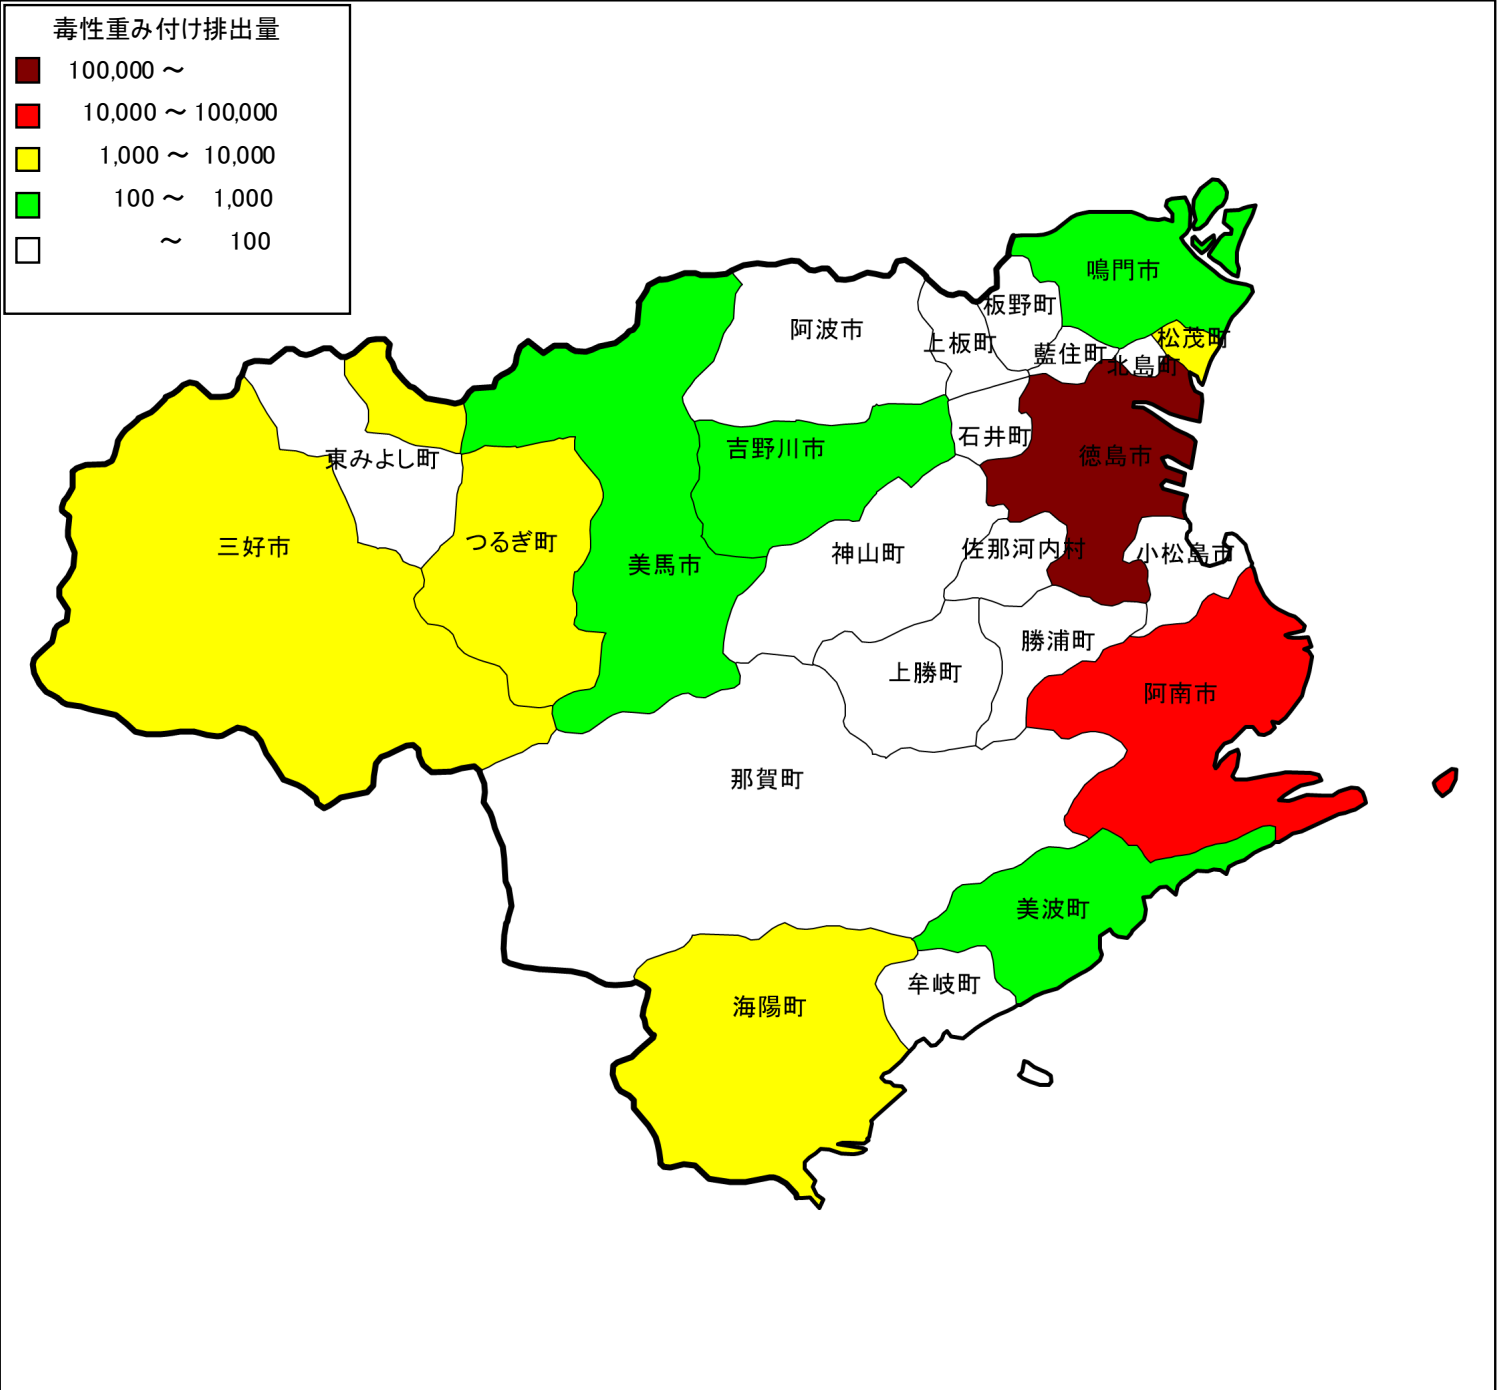 毒性重み付け排出量
100,000 ～
10,000 ～ 100,000
1,000 ～ 10,000
100 ～ 1,000
～ 100
鳴門市
板野町
阿波市
上板町
松茂町
藍住町
北島町
石井町
吉野川市
徳島市
東みよし町
三好市
つるぎ町
美馬市
神山町
佐那河内村
小松島市
勝浦町
上勝町
阿南市
那賀町
美波町
牟岐町
海陽町